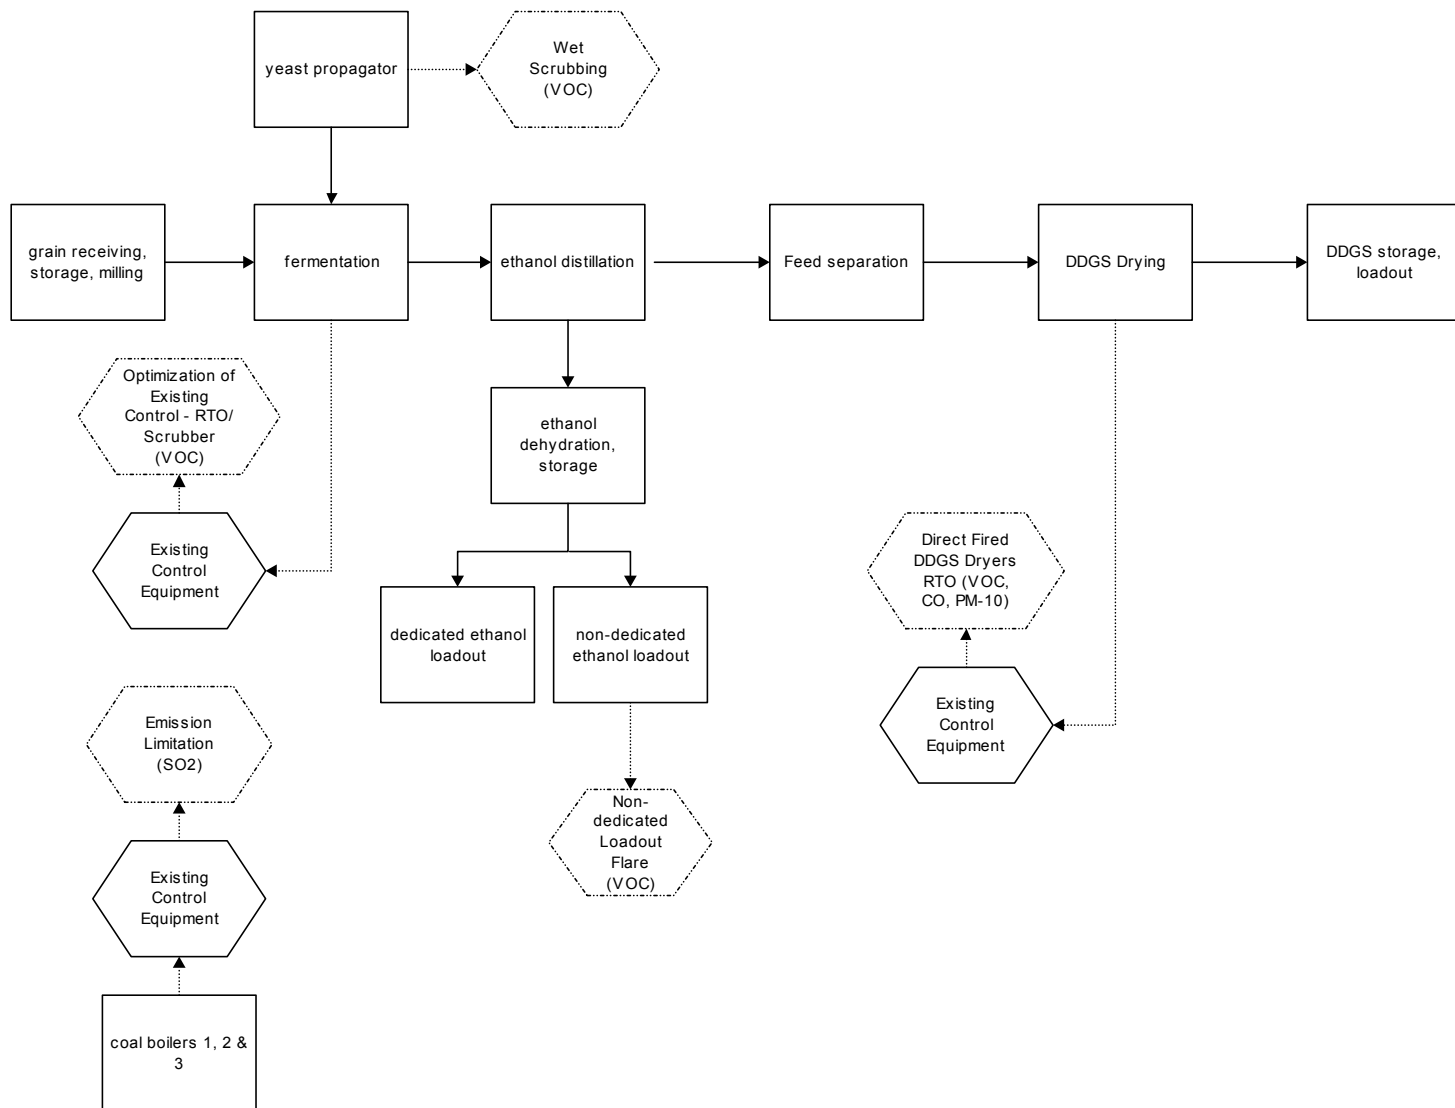 yeast propagator
Wet
Scrubbing
(VOC)
grain receiving,
storage, milling
fermentation
ethanol distillation
Feed separation
DDGS Drying
DDGS storage,
loadout
Optimization of
Existing
Control - RTO/
Scrubber
(VOC)
ethanol
dehydration,
storage
Existing
Control
Equipment
Direct Fired
DDGS Dryers
RTO (VOC,
CO, PM-10)
dedicated ethanol
loadout
non-dedicated
ethanol loadout
Emission
Limitation
(SO2)
Existing
Control
Equipment
Non-
dedicated
Loadout
Flare
(VOC)
Existing
Control
Equipment
coal boilers 1, 2 &
3